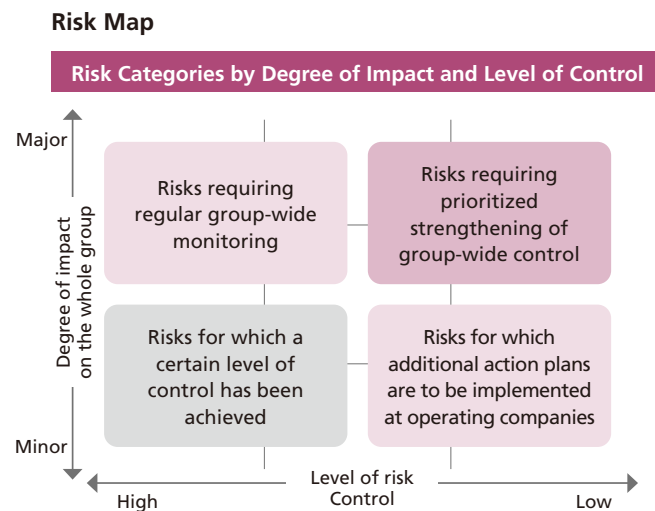 Risk Map
Risk Categories by Degree of Impact and Level of Control
Major
Degree of impact
on the whole group
Minor
Risks requiring
regular group-wide
monitoring
Risks requiring
prioritized
strengthening of
group-wide control
Risks for which a
certain level of
control has been
achieved
Risks for which
additional action plans
are to be implemented
at operating companies
High
Level of risk
Control
Low